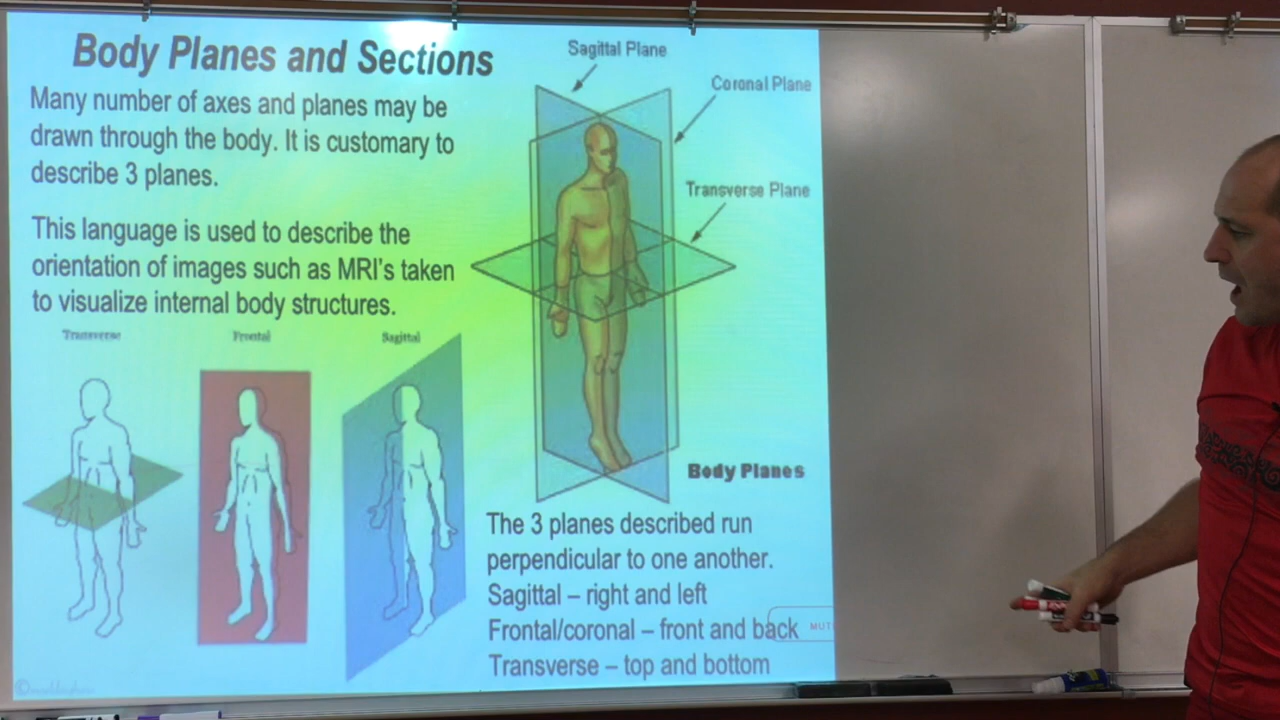 Body Planes and Sections
Many number of axes and planes may be
drawn through the body. It is customary to
describe 3 planes.
This language is used to describe the
orientation of images such as MRI's taken
to visualize internal body structures.
Transverse
Frontal
Sagittal
Sagittal Plane
Coronal Plane
Transverse Plane
Body Planes
The 3 planes described run
perpendicular to one another.
Sagittal – right and left
Frontal/coronal – front and back
Transverse – top and bottom
MUT